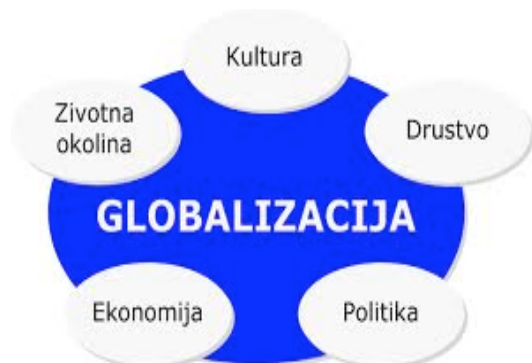 Kultura
Zivotna
okolina
Drustvo
GLOBALIZACIJA
Ekonomija
Politika